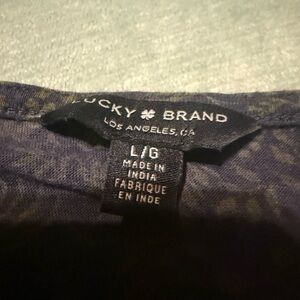 LUCKY BRAND
LOS ANGELES, CA
L/G
MADE IN
INDIA
FABRIQUE
EN INDE